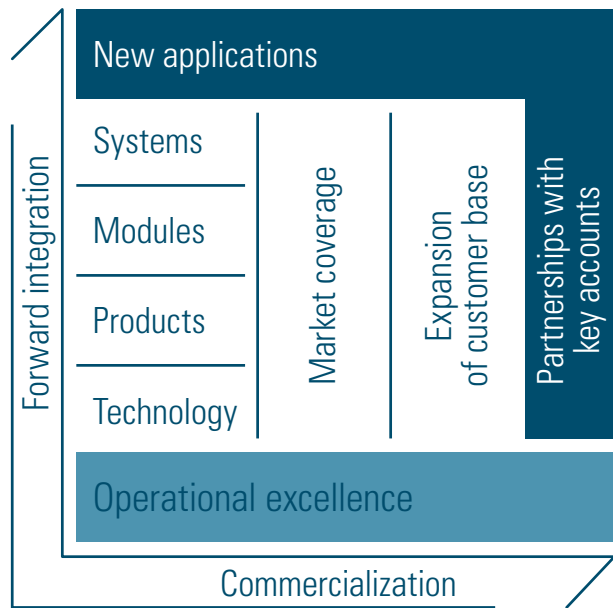 New applications
Systems
Modules
Products
Technology
Market coverage
Expansion
of customer base
Partnerships with
key accounts
Forward integration
Operational excellence
Commercialization